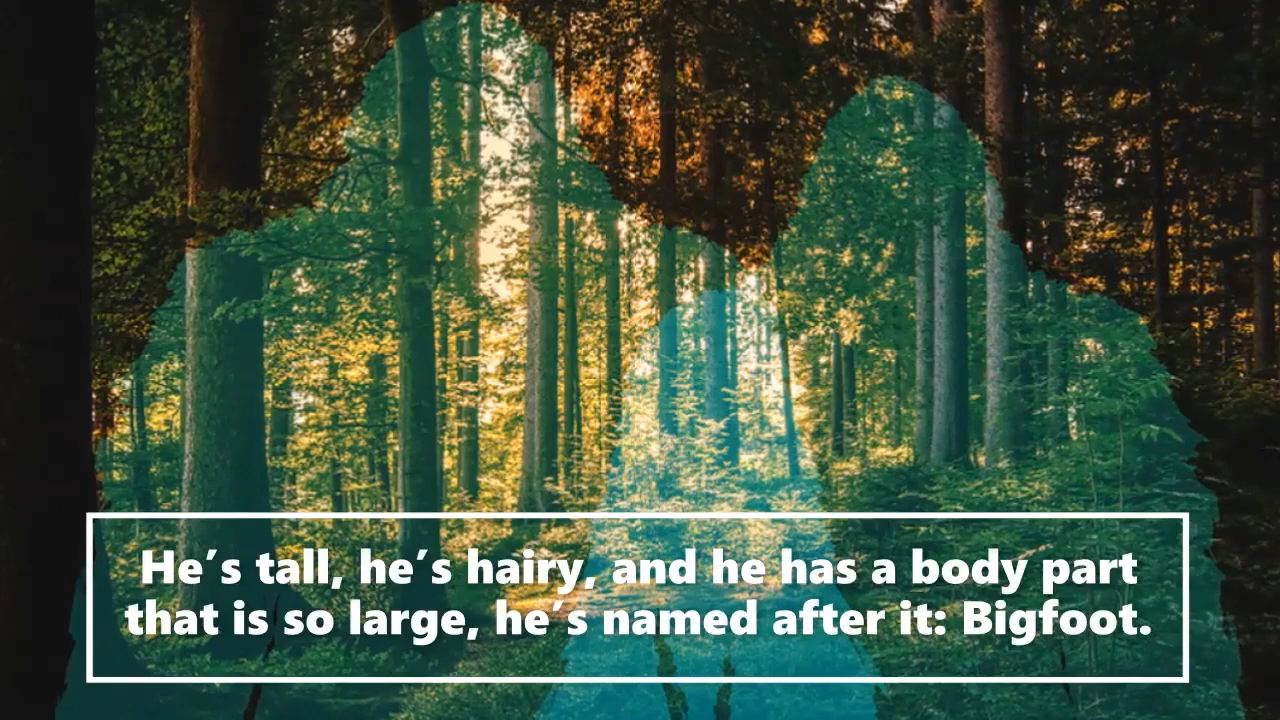 He’s tall, he’s hairy, and he has a body part
that is so large, he’s named after it: Bigfoot.